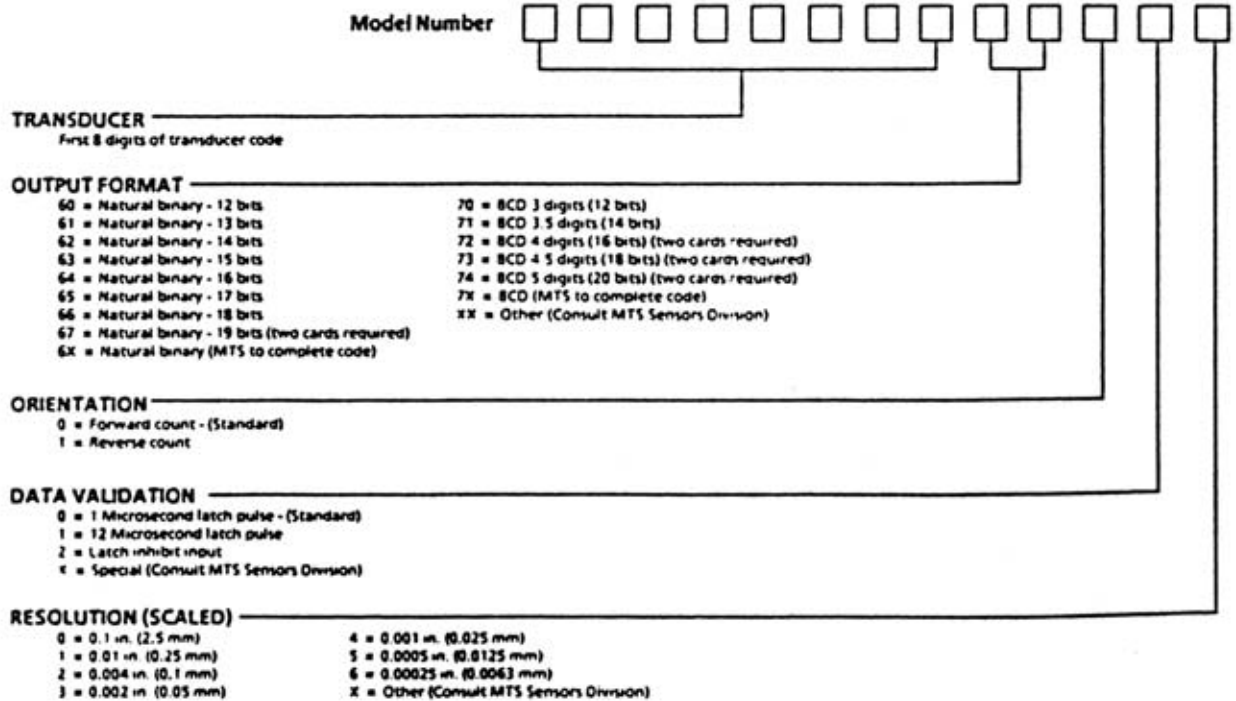 Model Number
TRANSDUCER
First 8 digits of transducer code
OUTPUT FORMAT
60 = Natural binary - 12 bits
61 = Natural binary - 13 bits
62 = Natural binary - 14 bits
63 = Natural binary - 15 bits
64 = Natural binary - 16 bits
65 = Natural binary - 17 bits
66 = Natural binary - 18 bits
67 = Natural binary - 19 bits (two cards required)
6X = Natural binary (MTS to complete code)
70 = BCD 3 digits (12 bits)
71 = BCD 3.5 digits (14 bits)
72 = BCD 4 digits (16 bits) (two cards required)
73 = BCD 4 5 digits (18 bits) (two cards required)
74 = BCD 5 digits (20 bits) (two cards required)
7X = BCD (MTS to complete code)
XX = Other (Consult MTS Sensors Division)
ORIENTATION
0 = Forward count - (Standard)
1 = Reverse count
DATA VALIDATION
0 = 1 Microsecond latch pulse - (Standard)
1 = 12 Microsecond latch pulse
2 = Latch inhibit input
x = Special (Consult MTS Sensors Division)
RESOLUTION (SCALED)
0 = 0.1 in. (2.5 mm)
1 = 0.01 in. (0.25 mm)
2 = 0.004 in. (0.1 mm)
3 = 0.002 in (0.05 mm)
4 = 0.001 in. (0.025 mm)
5 = 0.0005 in. (0.0125 mm)
6 = 0.00025 in. (0.0063 mm)
X = Other (Consult MTS Sensors Division)